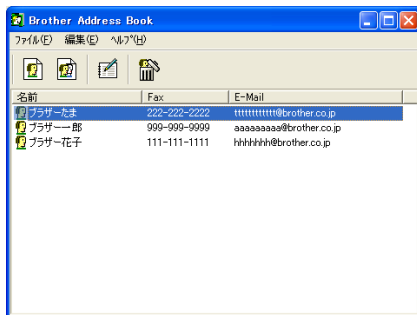 Brother Address Book
ファイル(F) 編集(E) ヘルプ(H)
名前 Fax E-Mail
ブラザーたま 222-222-2222 tttttttttttt@brother.co.jp
ブラザー一郎 999-999-9999 aaaaaaaaa@brother.co.jp
ブラザー花子 111-111-1111 hhhhhhh@brother.co.jp